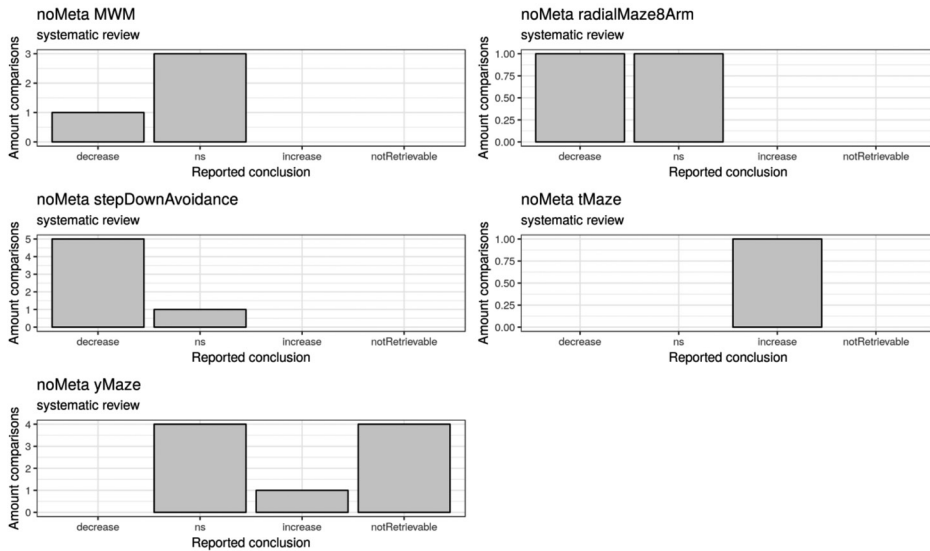 noMeta MWM
systematic review
Amount comparisons
3
2
1
0
decrease ns increase notRetrievable
Reported conclusion
noMeta radialMaze8Arm
systematic review
Amount comparisons
1.00
0.75
0.50
0.25
0.00
decrease ns increase notRetrievable
Reported conclusion
noMeta stepDownAvoidance
systematic review
Amount comparisons
5
4
3
2
1
0
decrease ns increase notRetrievable
Reported conclusion
noMeta tMaze
systematic review
Amount comparisons
1.00
0.75
0.50
0.25
0.00
decrease ns increase notRetrievable
Reported conclusion
noMeta yMaze
systematic review
Amount comparisons
4
3
2
1
0
decrease ns increase notRetrievable
Reported conclusion